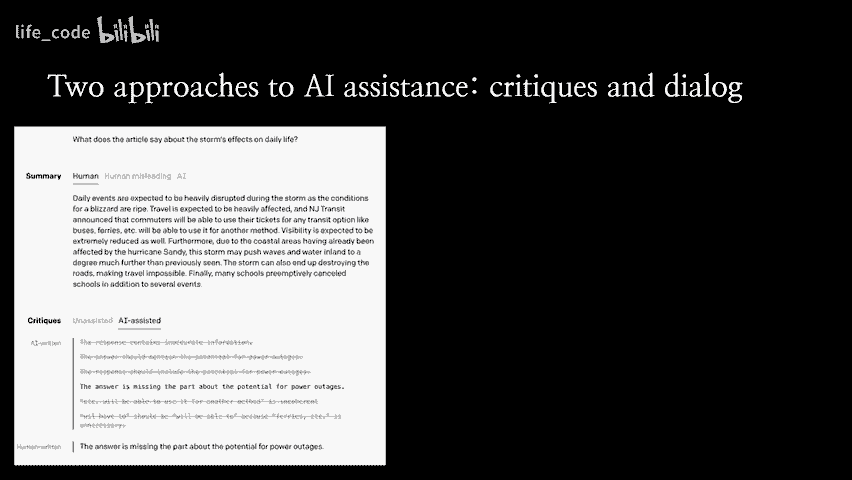 life_code bilibili
Two approaches to AI assistance: critiques and dialog
What does the article say about the storm's effects on daily life?
Summary Human Human misleading AI
Daily events are expected to be heavily disrupted during the storm as the conditions
for a blizzard are ripe. Travel is expected to be heavily affected, and NJ Transit
announced that commuters will be able to use their tickets for any transit option like
buses, ferries, etc. will be able to use it for another method. Visibility is expected to be
extremely reduced as well. Furthermore, due to the coastal areas having already been
affected by the hurricane Sandy, this storm may push waves and water inland to a
degree much further than previously seen. The storm can also end up destroying the
roads, making travel impossible. Finally, many schools preemptively canceled
schools in addition to several events
Critiques Unassisted AI-assisted
AI-written The response contains inaccurate information.
The answer should mention the potential for power outages.
The response should include the potential for power outages.
The answer is missing the part about the potential for power outages.
"etc. will be able to use it for another method" is incoherent
"wil have to" should be "will be able to" because "ferries, etc." is
unnecessary.
Human-written The answer is missing the part about the potential for power outages.